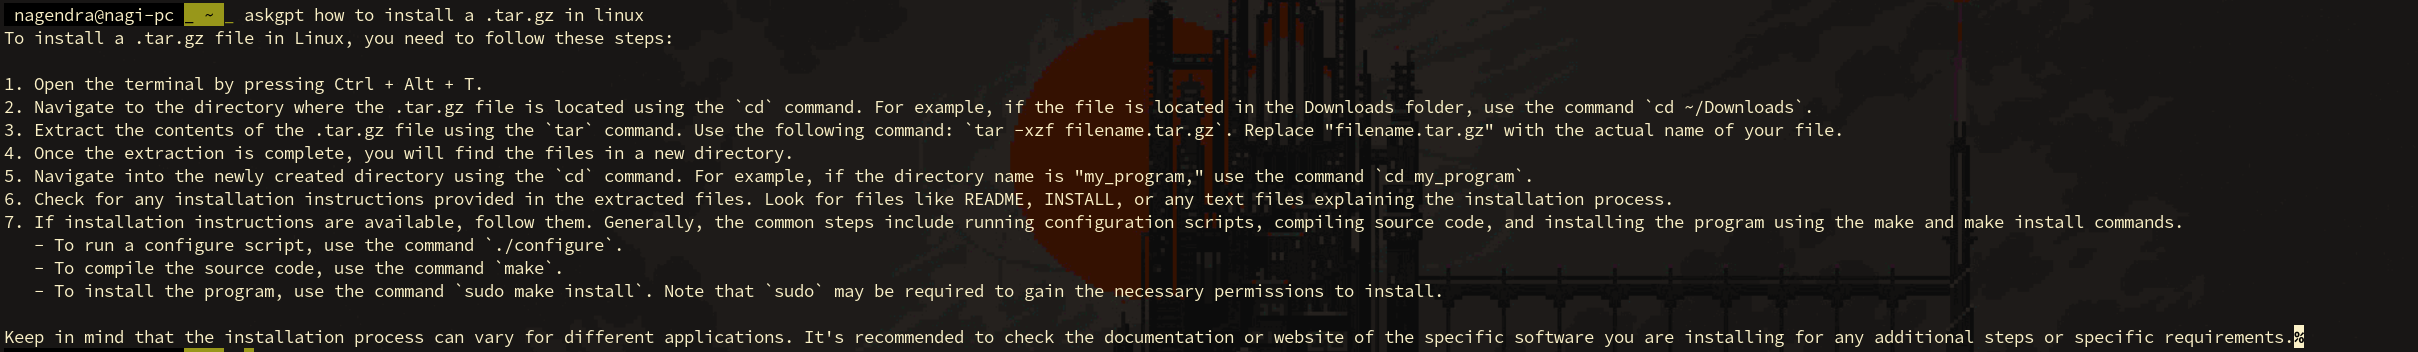 nagendra@nagi-pc _ ~ _ askgpt how to install a .tar.gz in linux
To install a .tar.gz file in Linux, you need to follow these steps:
1. Open the terminal by pressing Ctrl + Alt + T.
2. Navigate to the directory where the .tar.gz file is located using the `cd` command. For example, if the file is located in the Downloads folder, use the command `cd ~/Downloads`.
3. Extract the contents of the .tar.gz file using the `tar` command. Use the following command: `tar -xzf filename.tar.gz`. Replace "filename.tar.gz" with the actual name of your file.
4. Once the extraction is complete, you will find the files in a new directory.
5. Navigate into the newly created directory using the `cd` command. For example, if the directory name is "my_program," use the command `cd my_program`.
6. Check for any installation instructions provided in the extracted files. Look for files like README, INSTALL, or any text files explaining the installation process.
7. If installation instructions are available, follow them. Generally, the common steps include running configuration scripts, compiling source code, and installing the program using the make and make install commands.
- To run a configure script, use the command `./configure`.
- To compile the source code, use the command `make`.
- To install the program, use the command `sudo make install`. Note that `sudo` may be required to gain the necessary permissions to install.
Keep in mind that the installation process can vary for different applications. It's recommended to check the documentation or website of the specific software you are installing for any additional steps or specific requirements.%